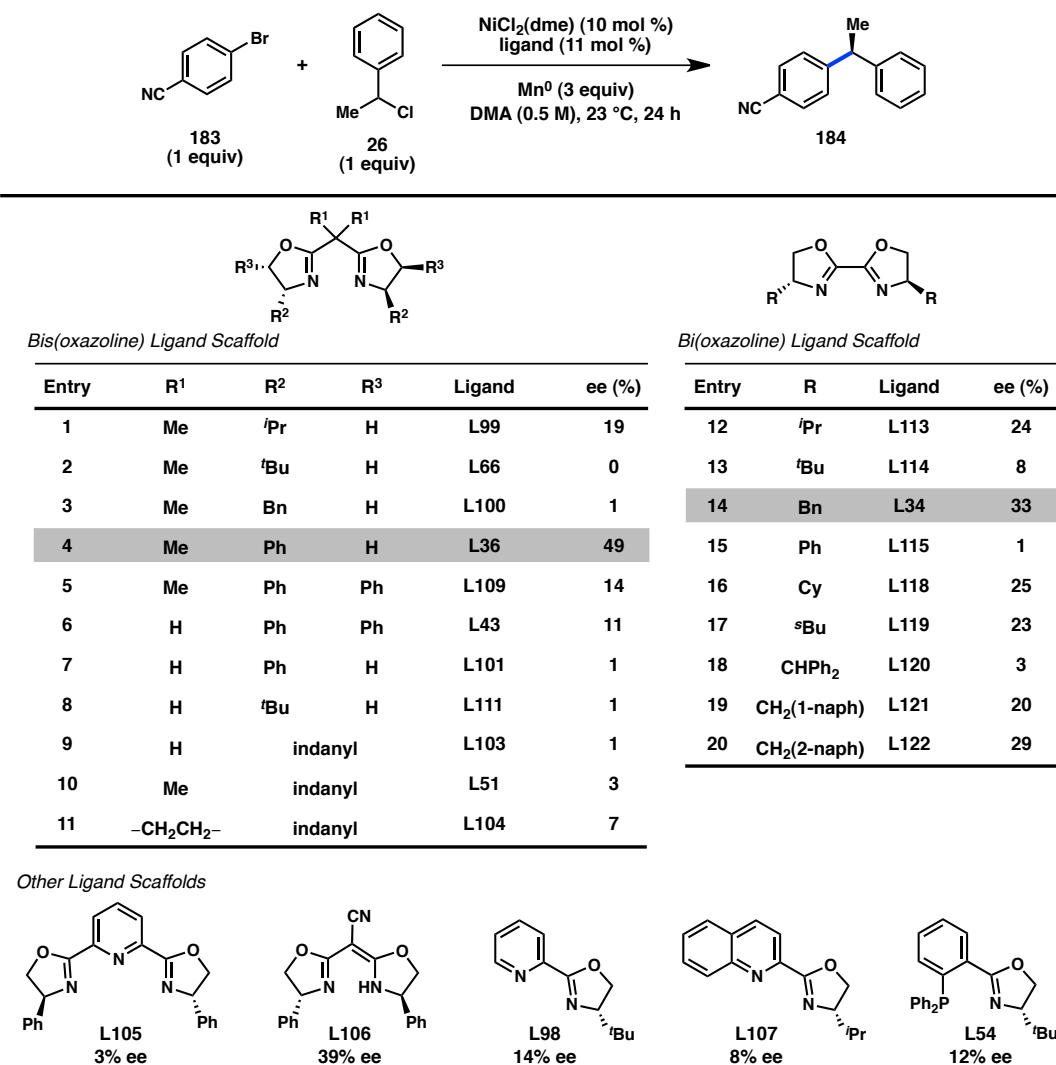 NiCl2(dme) (10 mol %)
ligand (11 mol %)
Mn⁰ (3 equiv)
DMA (0.5 M), 23 °C, 24 h
Br
NC
183
(1 equiv)
+
Me
Cl
26
(1 equiv)
Me
NC
184
R¹ R¹
O O
R³ R³
N N
R² R²
Bis(oxazoline) Ligand Scaffold
Entry R¹ R² R³ Ligand ee (%)
1 Me ⁱPr H L99 19
2 Me ᵗBu H L66 0
3 Me Bn H L100 1
4 Me Ph H L36 49
5 Me Ph Ph L109 14
6 H Ph Ph L43 11
7 H Ph H L101 1
8 H ᵗBu H L111 1
9 H indanyl L103 1
10 Me indanyl L51 3
11 –CH2CH2– indanyl L104 7
O O
N N
R R
Bi(oxazoline) Ligand Scaffold
Entry R Ligand ee (%)
12 ⁱPr L113 24
13 ᵗBu L114 8
14 Bn L34 33
15 Ph L115 1
16 Cy L118 25
17 ˢBu L119 23
18 CHPh2 L120 3
19 CH2(1-naph) L121 20
20 CH2(2-naph) L122 29
Other Ligand Scaffolds
O N O
N N
Ph Ph
L105
3% ee
CN
O O
N HN
Ph Ph
L106
39% ee
N O
N
ᵗBu
L98
14% ee
N O
N
ⁱPr
L107
8% ee
O
Ph2P N
ᵗBu
L54
12% ee